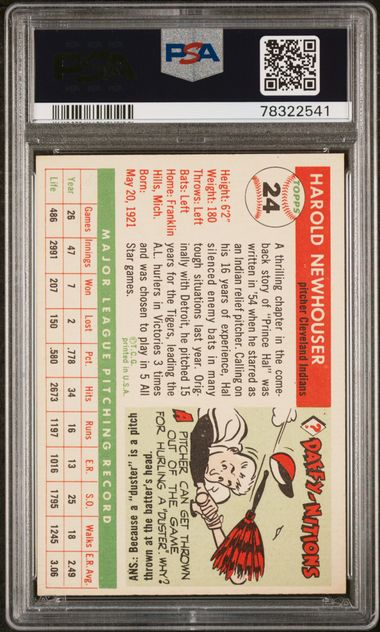 PSA
PSA
78322541
TOPPS
24
HAROLD NEWHOUSER
pitcher Cleveland Indians
Height: 6'2"
Weight: 180
Throws: Left
Bats: Left
Home: Franklin
Hills, Mich.
Born:
May 20, 1921
A thrilling chapter in the come-
back story of "Prince Hal" was
written in '54 when he starred as
an Indian relief pitcher. Calling on
his 16 years of experience, Hal
silenced enemy bats in many
tough situations last year. Orig-
inally with Detroit, he pitched 15
years for the Tigers, leading the
A.L. hurlers in Victories 3 times
and was chosen to play in 5 All
Star games.
©T.C.G.
printed in U.S.A.
? DAFFY-NITIONS
A PITCHER CAN GET THROWN
OUT OF THE GAME
FOR HURLING A "DUSTER". WHY?
ANS: Because a "duster" is a pitch
thrown at the batter's head.
MAJOR LEAGUE PITCHING RECORD
Games Innings Won Lost Pct. Hits Runs E.R. S.O. Walks E.R.Avg.
Year 26 47 7 2 .778 34 16 13 25 18 2.49
Life 486 2991 207 150 .580 2673 1197 1016 1795 1245 3.06